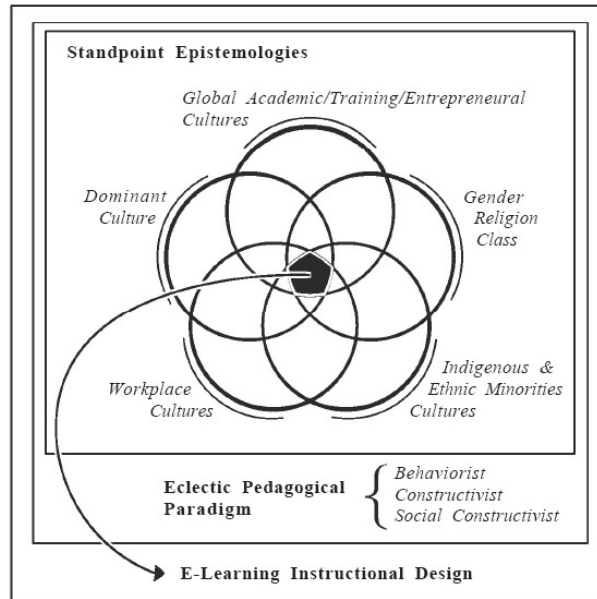 Standpoint Epistemologies
Global Academic/Training/Entrepreneural
Cultures
Dominant
Culture
Gender
Religion
Class
Workplace
Cultures
Indigenous &
Ethnic Minorities
Cultures
Eclectic Pedagogical
Paradigm
Behaviorist
Constructivist
Social Constructivist
E-Learning Instructional Design